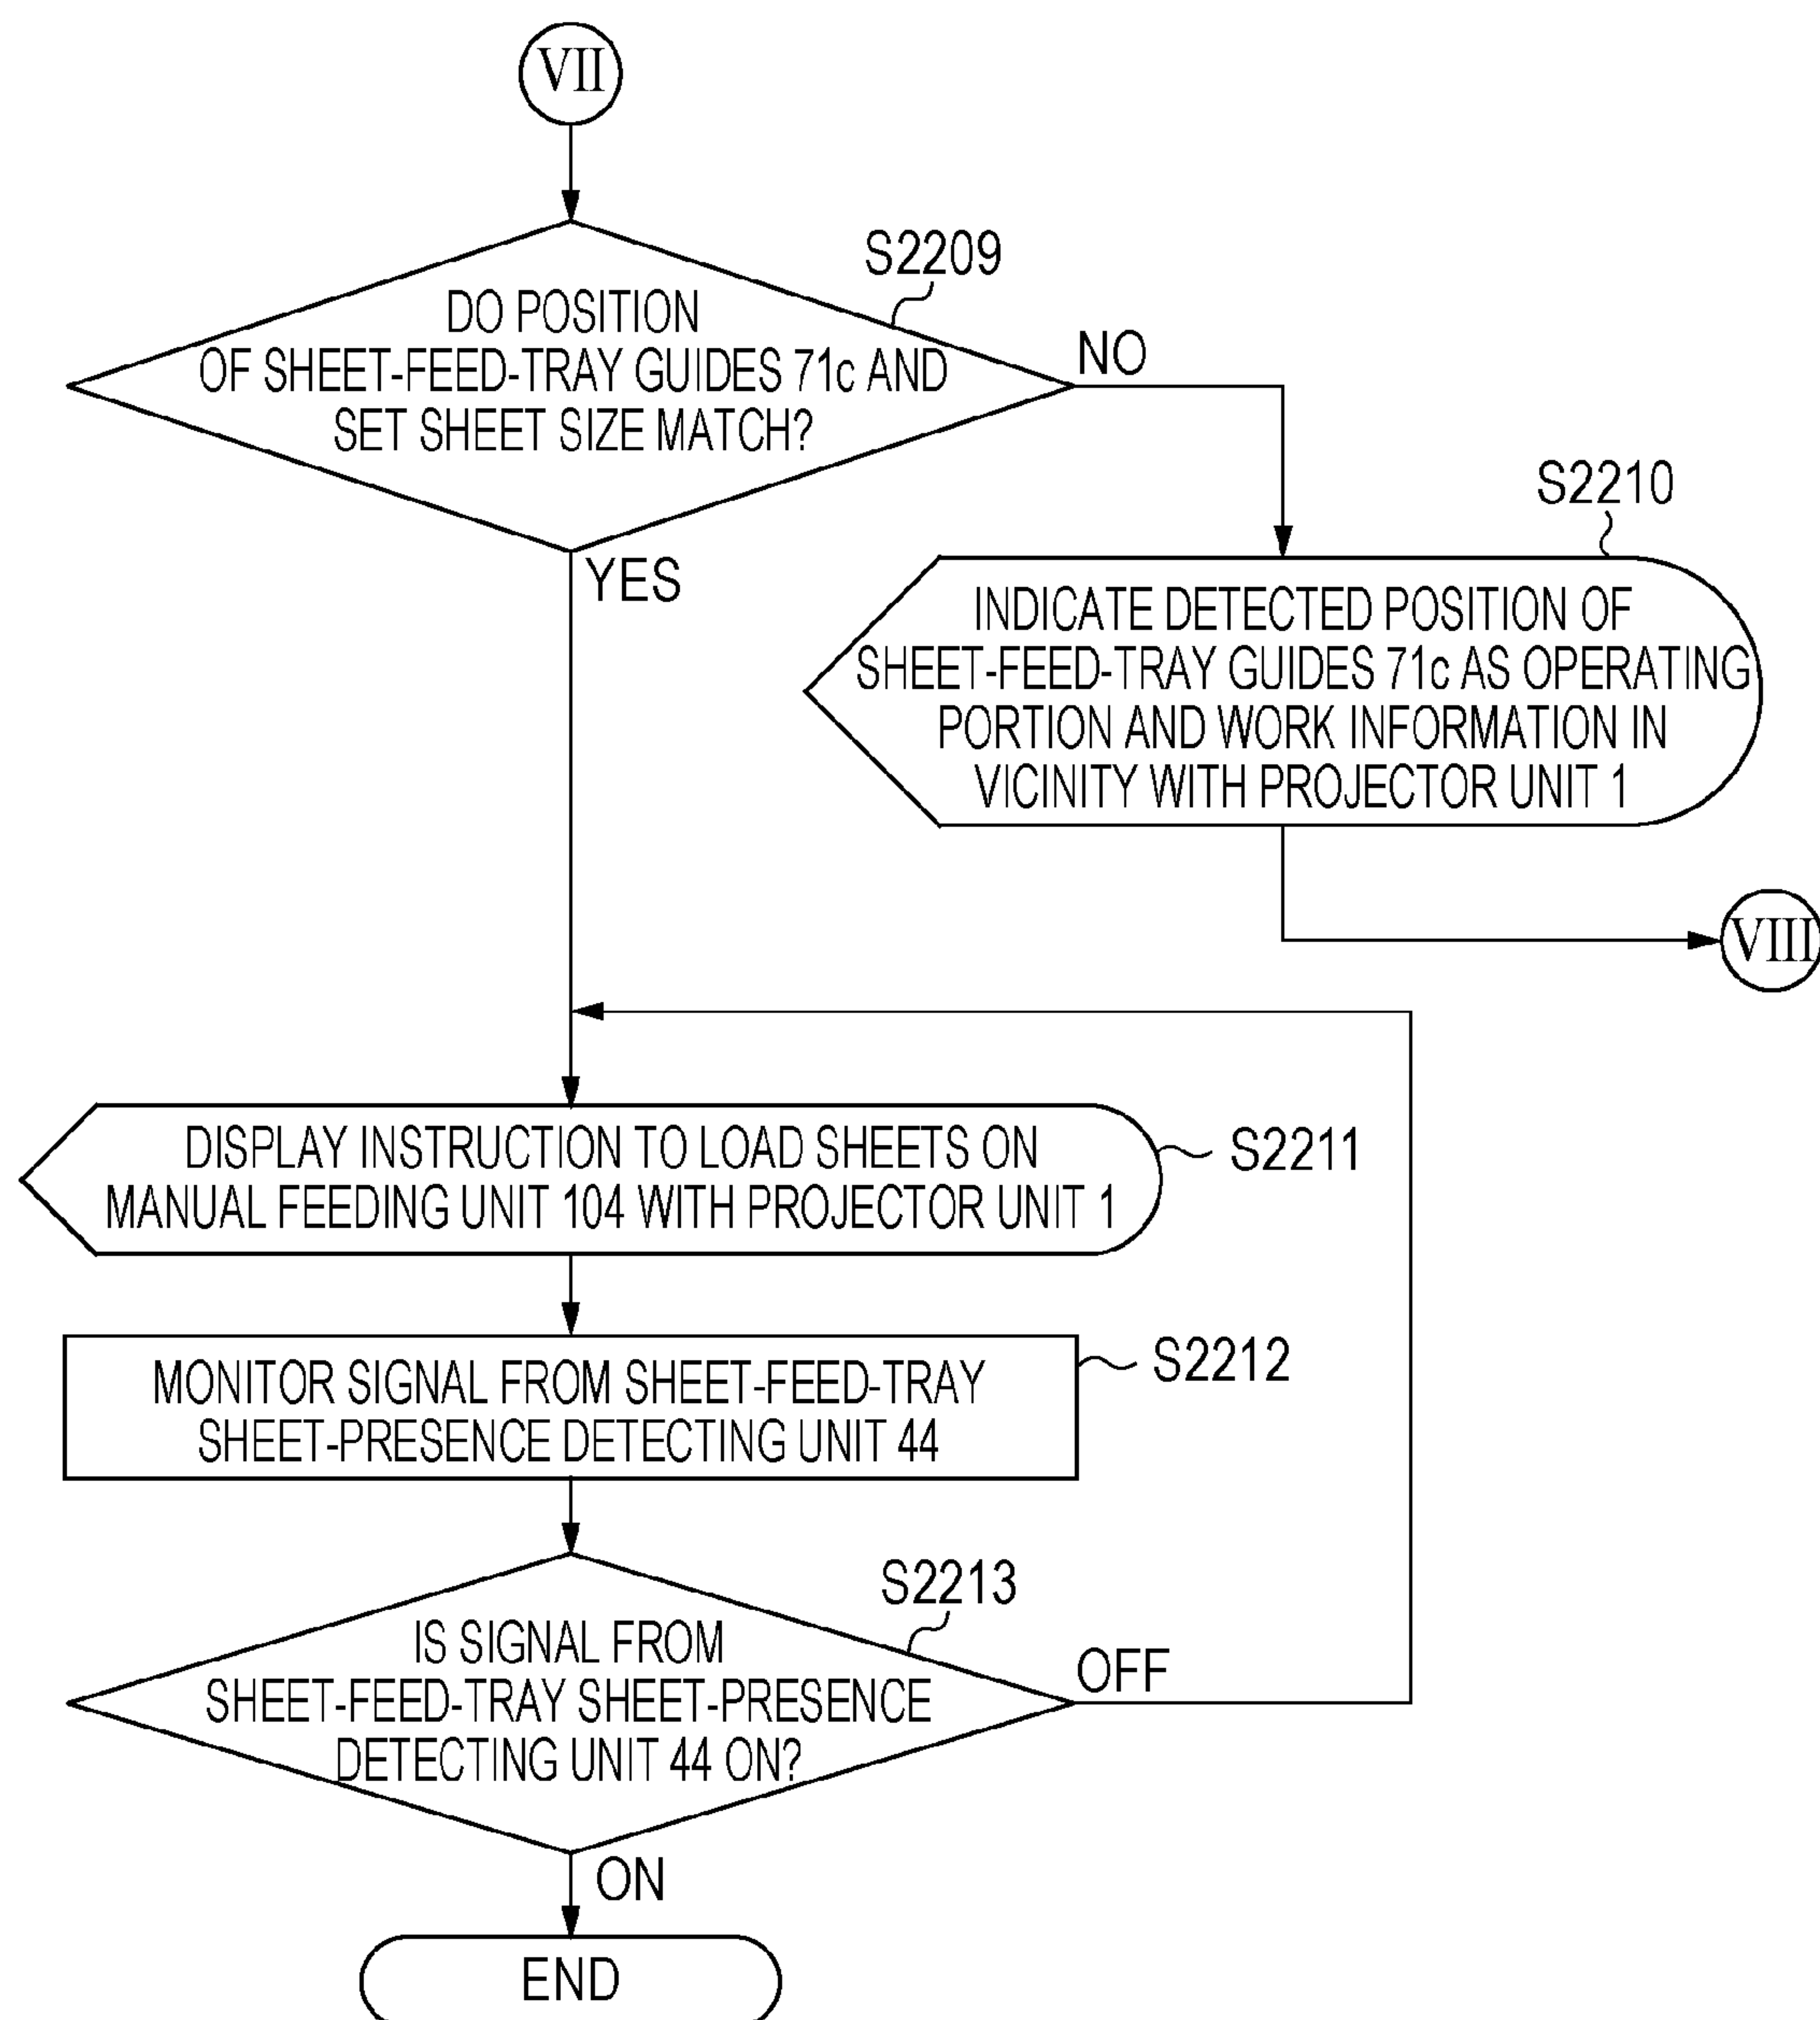 VII
S2209
DO POSITION
OF SHEET-FEED-TRAY GUIDES 71c AND
SET SHEET SIZE MATCH?
NO
YES
S2210
INDICATE DETECTED POSITION OF
SHEET-FEED-TRAY GUIDES 71c AS OPERATING
PORTION AND WORK INFORMATION IN
VICINITY WITH PROJECTOR UNIT 1
VIII
DISPLAY INSTRUCTION TO LOAD SHEETS ON
MANUAL FEEDING UNIT 104 WITH PROJECTOR UNIT 1
S2211
MONITOR SIGNAL FROM SHEET-FEED-TRAY
SHEET-PRESENCE DETECTING UNIT 44
S2212
S2213
IS SIGNAL FROM
SHEET-FEED-TRAY SHEET-PRESENCE
DETECTING UNIT 44 ON?
OFF
ON
END